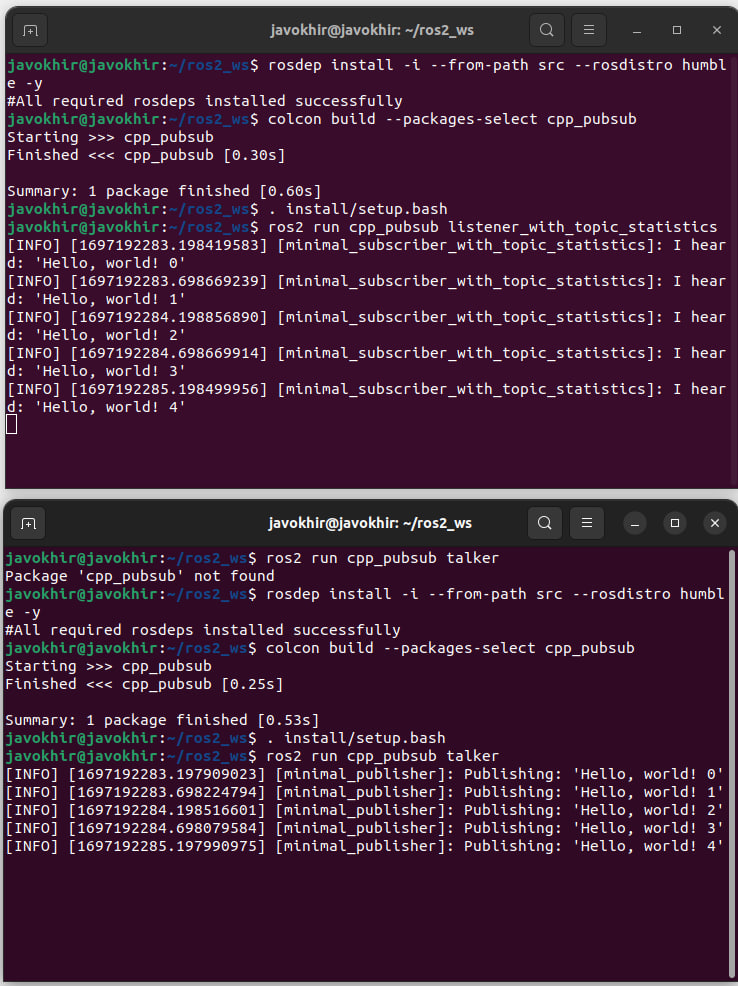 javokhir@javokhir: ~/ros2_ws
javokhir@javokhir:~/ros2_ws$ rosdep install -i --from-path src --rosdistro humbl
e -y
#All required rosdeps installed successfully
javokhir@javokhir:~/ros2_ws$ colcon build --packages-select cpp_pubsub
Starting >>> cpp_pubsub
Finished <<< cpp_pubsub [0.30s]
Summary: 1 package finished [0.60s]
javokhir@javokhir:~/ros2_ws$ . install/setup.bash
javokhir@javokhir:~/ros2_ws$ ros2 run cpp_pubsub listener_with_topic_statistics
[INFO] [1697192283.198419583] [minimal_subscriber_with_topic_statistics]: I hear
d: 'Hello, world! 0'
[INFO] [1697192283.698669239] [minimal_subscriber_with_topic_statistics]: I hear
d: 'Hello, world! 1'
[INFO] [1697192284.198856890] [minimal_subscriber_with_topic_statistics]: I hear
d: 'Hello, world! 2'
[INFO] [1697192284.698669914] [minimal_subscriber_with_topic_statistics]: I hear
d: 'Hello, world! 3'
[INFO] [1697192285.198499956] [minimal_subscriber_with_topic_statistics]: I hear
d: 'Hello, world! 4'
javokhir@javokhir: ~/ros2_ws
javokhir@javokhir:~/ros2_ws$ ros2 run cpp_pubsub talker
Package 'cpp_pubsub' not found
javokhir@javokhir:~/ros2_ws$ rosdep install -i --from-path src --rosdistro humbl
e -y
#All required rosdeps installed successfully
javokhir@javokhir:~/ros2_ws$ colcon build --packages-select cpp_pubsub
Starting >>> cpp_pubsub
Finished <<< cpp_pubsub [0.25s]
Summary: 1 package finished [0.53s]
javokhir@javokhir:~/ros2_ws$ . install/setup.bash
javokhir@javokhir:~/ros2_ws$ ros2 run cpp_pubsub talker
[INFO] [1697192283.197909023] [minimal_publisher]: Publishing: 'Hello, world! 0'
[INFO] [1697192283.698224794] [minimal_publisher]: Publishing: 'Hello, world! 1'
[INFO] [1697192284.198516601] [minimal_publisher]: Publishing: 'Hello, world! 2'
[INFO] [1697192284.698079584] [minimal_publisher]: Publishing: 'Hello, world! 3'
[INFO] [1697192285.197990975] [minimal_publisher]: Publishing: 'Hello, world! 4'